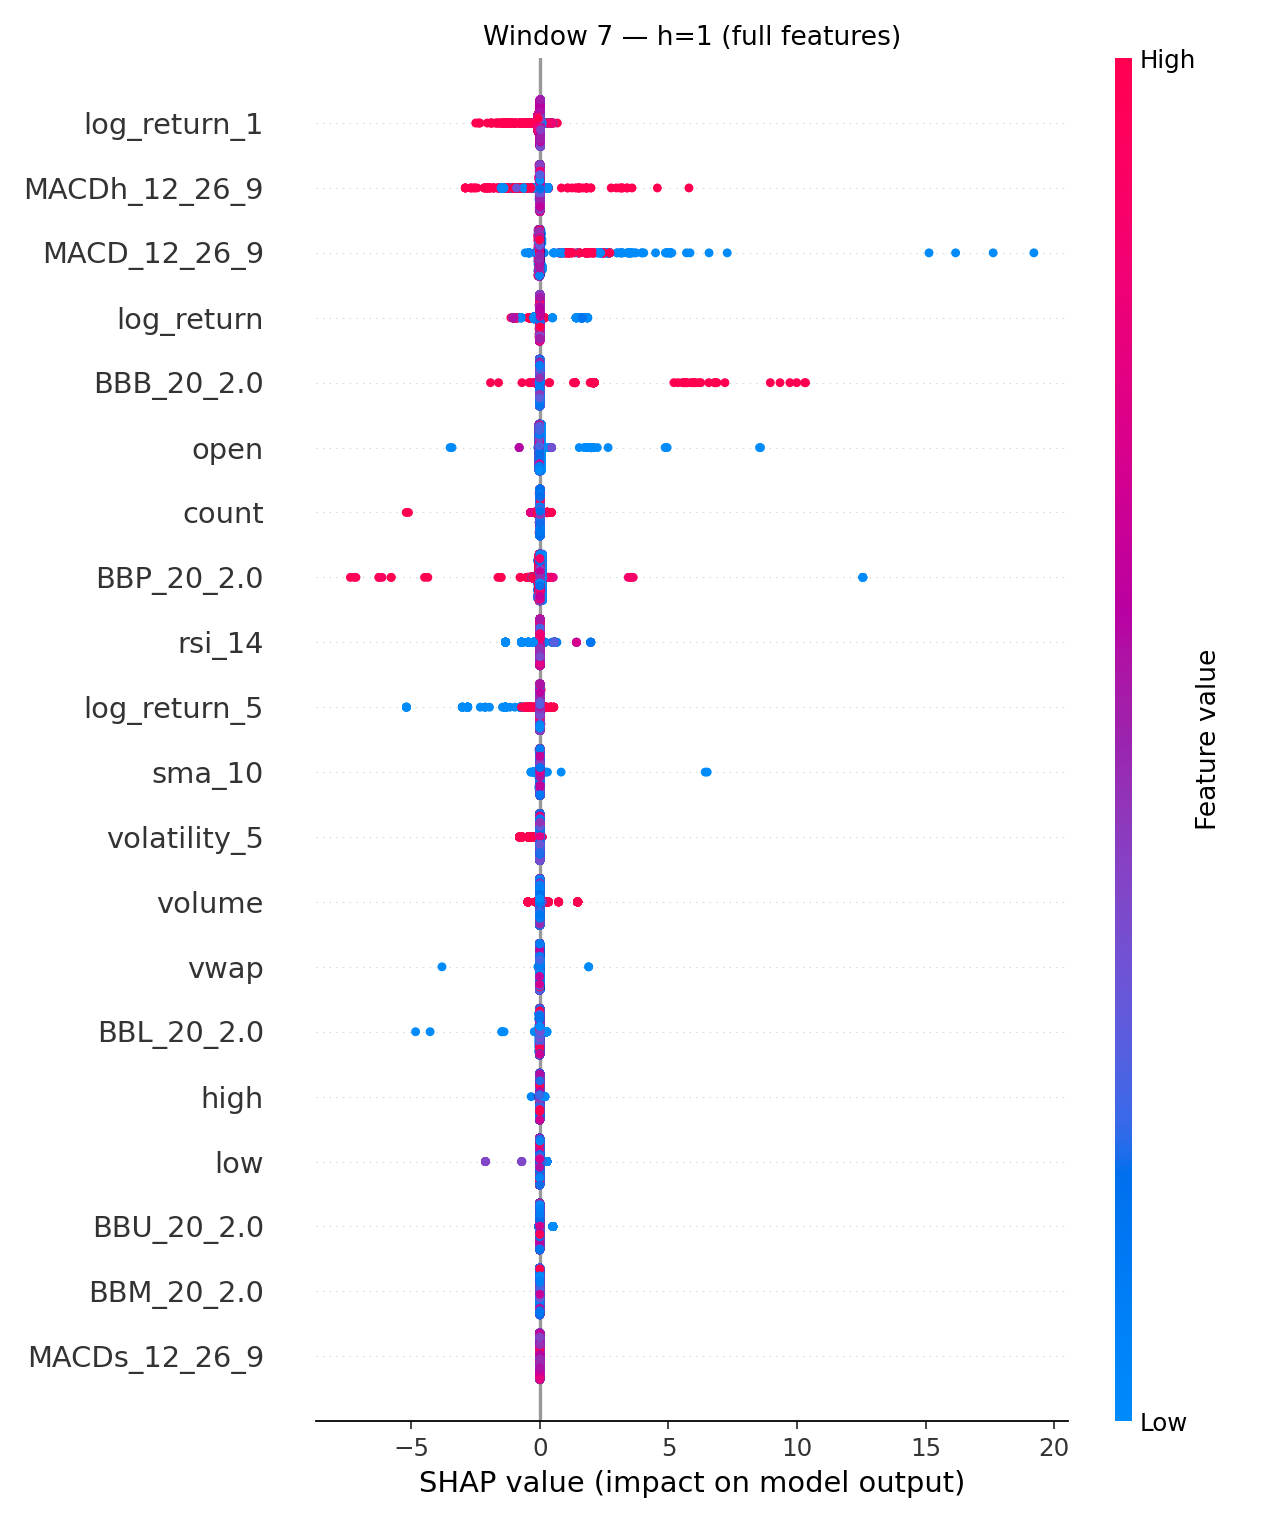 Window 7 — h=1 (full features)
High
log_return_1
MACDh_12_26_9
MACD_12_26_9
log_return
BBB_20_2.0
open
count
BBP_20_2.0
rsi_14
log_return_5
sma_10
volatility_5
volume
vwap
BBL_20_2.0
high
low
BBU_20_2.0
BBM_20_2.0
MACDs_12_26_9
Feature value
Low
−5 0 5 10 15 20
SHAP value (impact on model output)